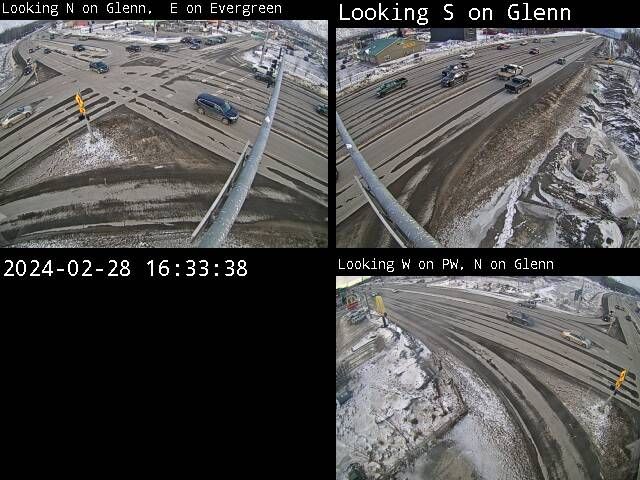 Looking N on Glenn, E on Evergreen
Looking S on Glenn
2024-02-28 16:33:38
Looking W on PW, N on Glenn